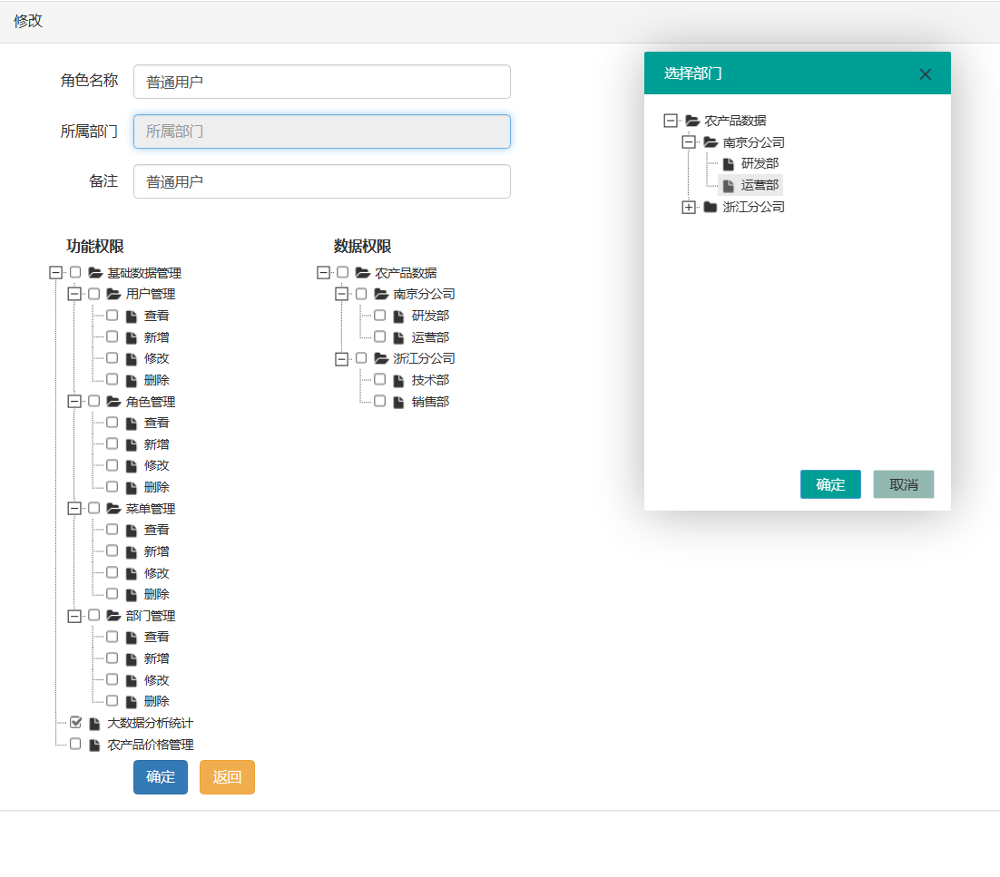 修改
角色名称 普通用户
所属部门 所属部门
备注 普通用户
功能权限
基础数据管理
用户管理
查看
新增
修改
删除
角色管理
查看
新增
修改
删除
菜单管理
查看
新增
修改
删除
部门管理
查看
新增
修改
删除
大数据分析统计
农产品价格管理
数据权限
农产品数据
南京分公司
研发部
运营部
浙江分公司
技术部
销售部
确定 返回
选择部门
农产品数据
南京分公司
研发部
运营部
浙江分公司
确定 取消